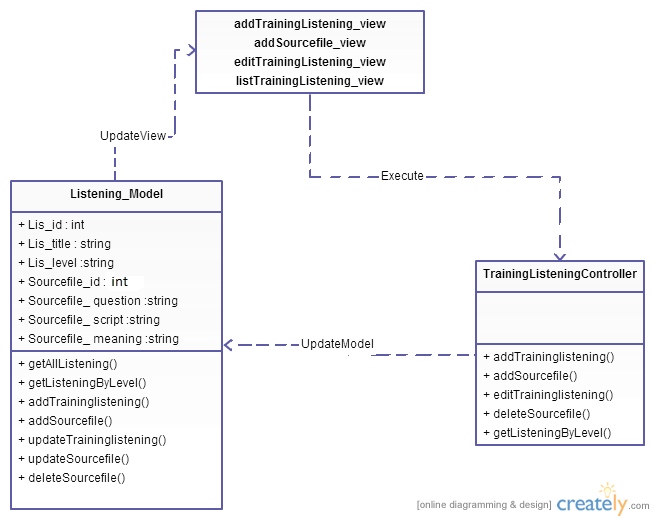 addTrainingListening_view
addSourcefile_view
editTrainingListening_view
listTrainingListening_view
UpdateView
Execute
Listening_Model
+ Lis_id : int
+ Lis_title : string
+ Lis_level :string
+ Sourcefile_id : int
+ Sourcefile_ question :string
+ Sourcefile_ script :string
+ Sourcefile_ meaning :string
+ getAllListening()
+ getListeningByLevel()
+ addTraininglistening()
+ addSourcefile()
+ updateTraininglistening()
+ updateSourcefile()
+ deleteSourcefile()
UpdateModel
TrainingListeningController
+ addTraininglistening()
+ addSourcefile()
+ editTraininglistening()
+ deleteSourcefile()
+ getListeningByLevel()
[online diagramming & design] creately.com